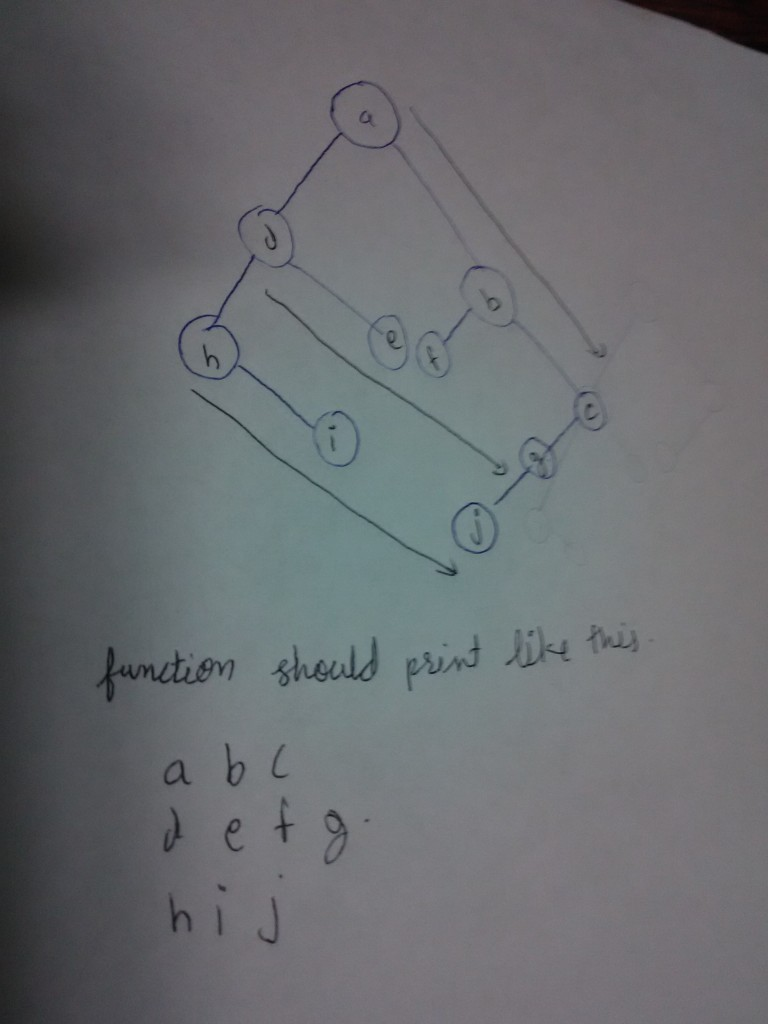 a
d
b
h
e
f
c
i
g
j
function should print like this.
a b c
d e f g.
h i j